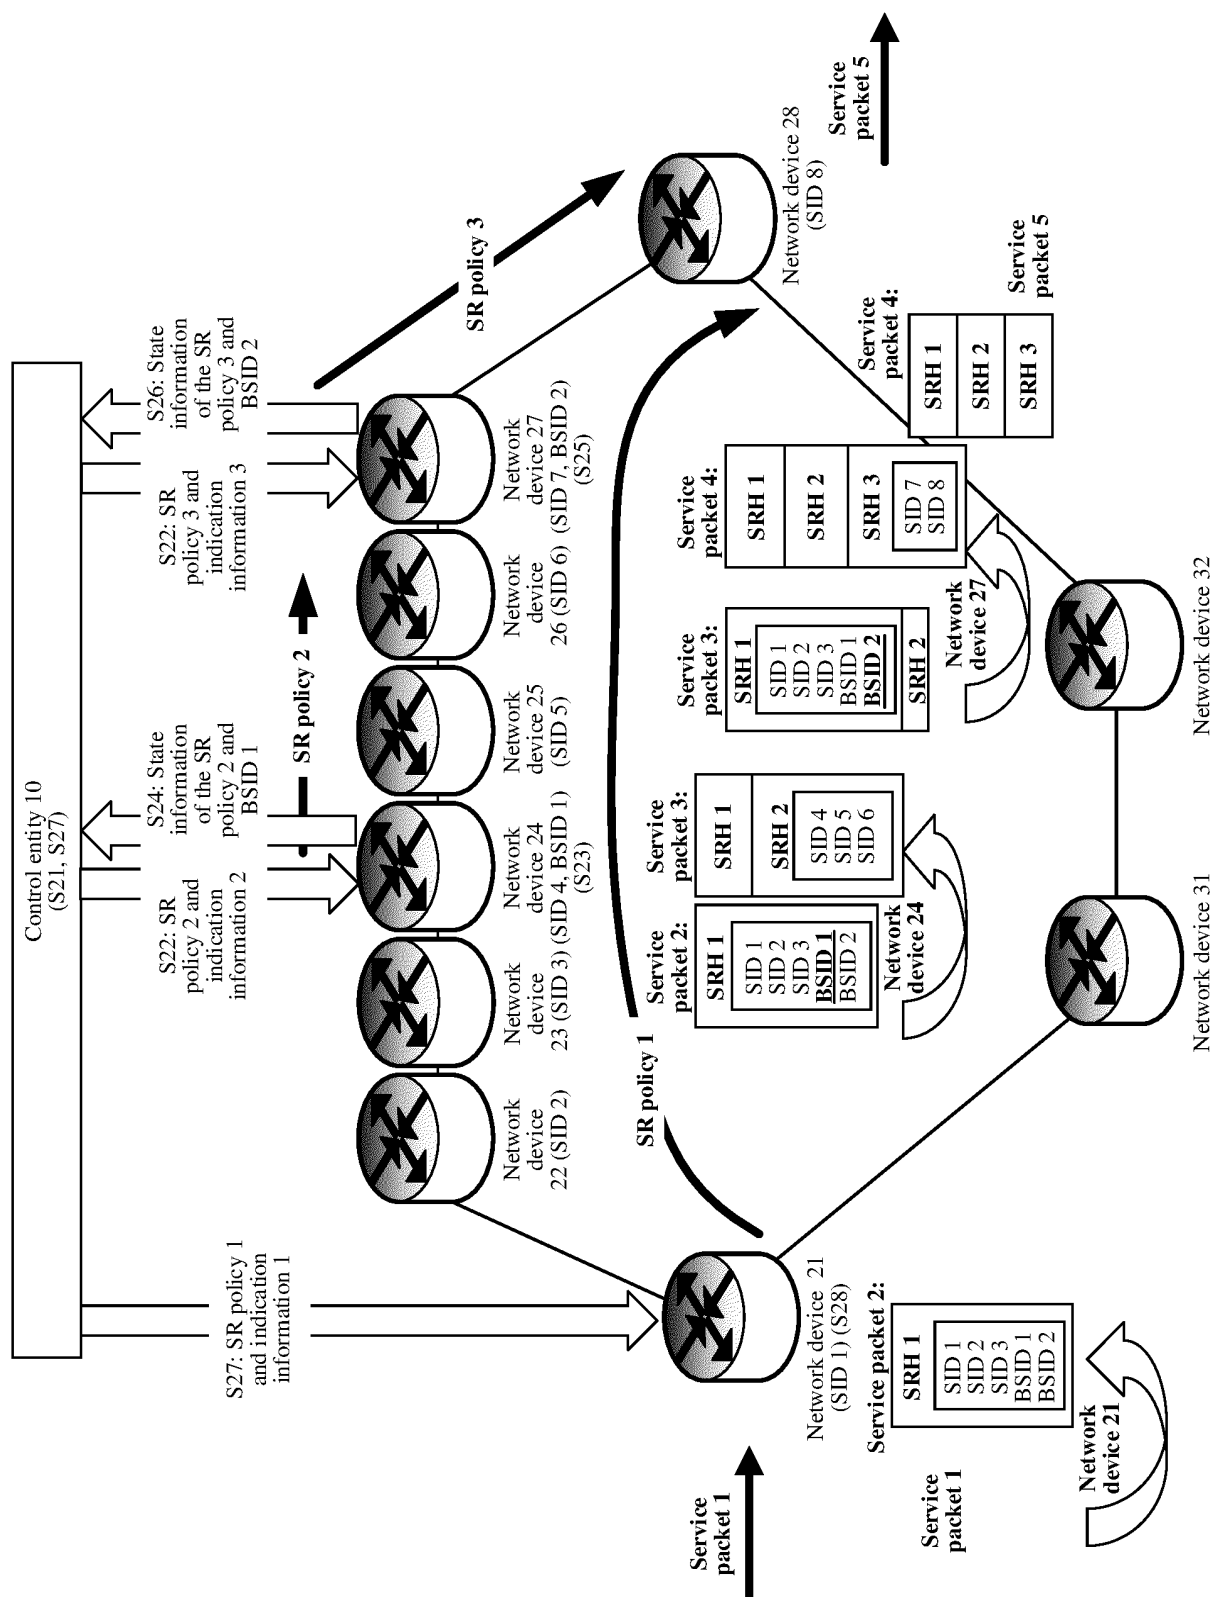 Control entity 10
(S21, S27)
S27: SR policy 1
and indication
information 1
S22: SR
policy 2 and
indication
information 2
S24: State
information
of the SR
policy 2 and
BSID 1
S22: SR
policy 3 and
indication
information 3
S26: State
information
of the SR
policy 3 and
BSID 2
SR policy 2
SR policy 3
Network
device
22 (SID 2)
Network
device
23 (SID 3)
Network
device 24
(SID 4, BSID 1)
(S23)
Network
device 25
(SID 5)
Network
device
26 (SID 6)
Network
device 27
(SID 7, BSID 2)
(S25)
SR policy 1
Service
packet 1
Network device 21
(SID 1) (S28)
Network device 28
(SID 8)
Service
packet 5
Service
packet 1
Service packet 2:
SRH 1
SID 1
SID 2
SID 3
BSID 1
BSID 2
Network
device 21
Service
packet 2:
SRH 1
SID 1
SID 2
SID 3
BSID 1
BSID 2
Network
device 24
Service
packet 3:
SRH 1
SRH 2
SID 4
SID 5
SID 6
Service
packet 3:
SRH 1
SID 1
SID 2
SID 3
BSID 1
BSID 2
SRH 2
Network
device 27
Service
packet 4:
SRH 1
SRH 2
SRH 3
SID 7
SID 8
Service
packet 4:
SRH 1
SRH 2
SRH 3
Service
packet 5
Network device 31
Network device 32